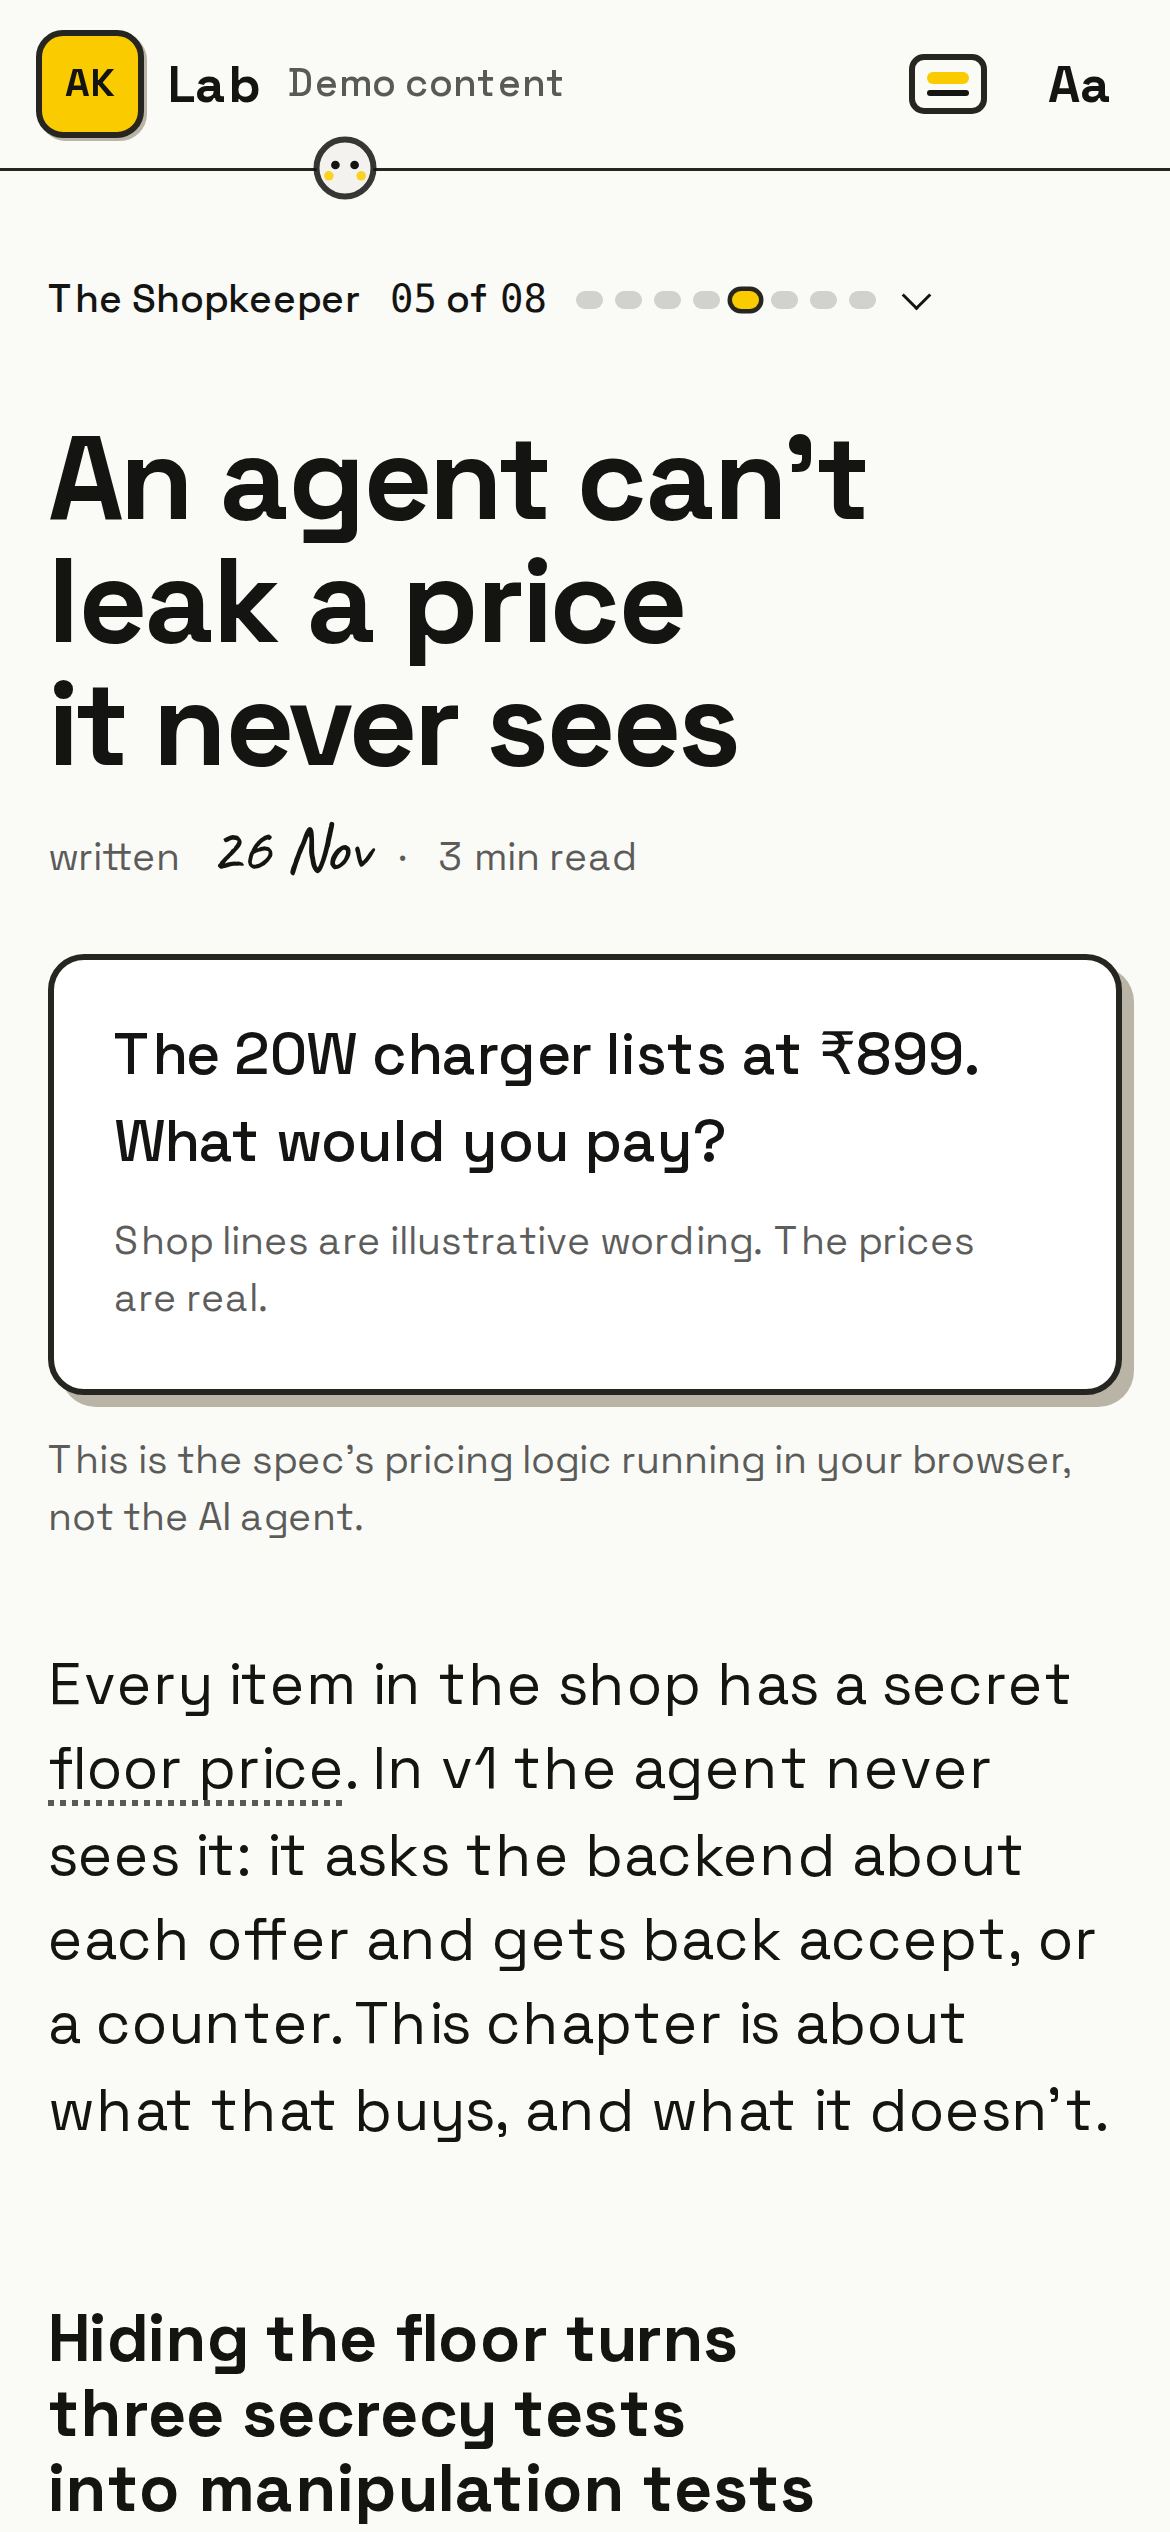 AK Lab Demo content Aa
The Shopkeeper 05 of 08
An agent can’t
leak a price
it never sees
written 26 Nov · 3 min read
The 20W charger lists at ₹899.
What would you pay?
Shop lines are illustrative wording. The prices
are real.
This is the spec’s pricing logic running in your browser,
not the AI agent.
Every item in the shop has a secret
floor price. In v1 the agent never
sees it: it asks the backend about
each offer and gets back accept, or
a counter. This chapter is about
what that buys, and what it doesn’t.
Hiding the floor turns
three secrecy tests
into manipulation tests